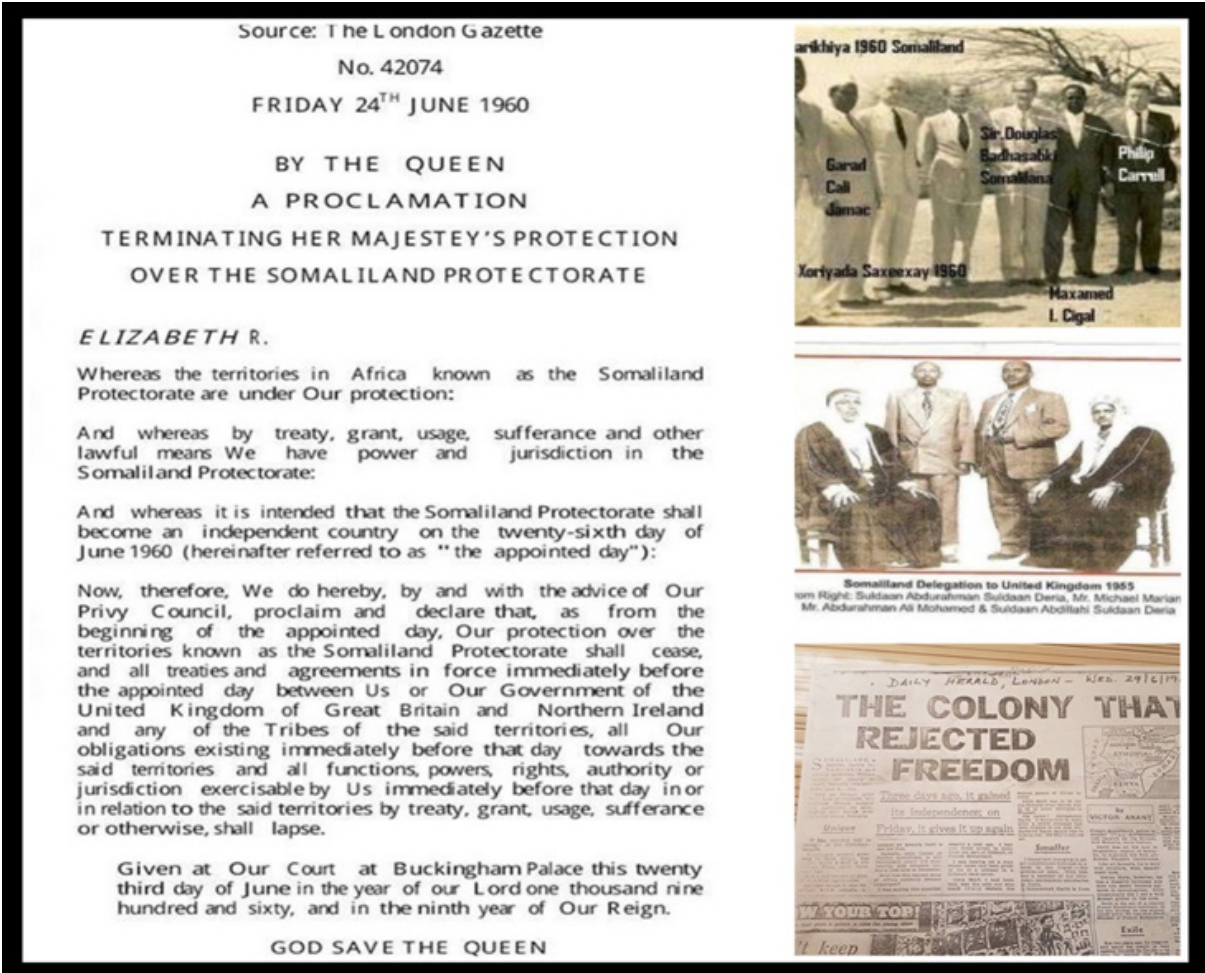 Source: The London Gazette
No. 42074
FRIDAY 24TH JUNE 1960
BY THE QUEEN
A PROCLAMATION
TERMINATING HER MAJESTEY'S PROTECTION
OVER THE SOMALILAND PROTECTORATE
ELIZABETH R.
Whereas the territories in Africa known as the Somaliland
Protectorate are under Our protection:
And whereas by treaty, grant, usage, sufferance and other
lawful means We have power and jurisdiction in the
Somaliland Protectorate:
And whereas it is intended that the Somaliland Protectorate shall
become an independent country on the twenty-sixth day of
June 1960 (hereinafter referred to as "the appointed day"):
Now, therefore, We do hereby, by and with the advice of Our
Privy Council, proclaim and declare that, as from the
beginning of the appointed day, Our protection over the
territories known as the Somaliland Protectorate shall cease,
and all treaties and agreements in force immediately before
the appointed day between Us or Our Government of the
United Kingdom of Great Britain and Northern Ireland
and any of the Tribes of the said territories, all Our
obligations existing immediately before that day towards the
said territories and all functions, powers, rights, authority or
jurisdiction exercisable by Us immediately before that day in or
in relation to the said territories by treaty, grant, usage, sufferance
or otherwise, shall lapse.
Given at Our Court at Buckingham Palace this twenty
third day of June in the year of our Lord one thousand nine
hundred and sixty, and in the ninth year of Our Reign.
GOD SAVE THE QUEEN
arikhiya 1960 Somaliland
Garad
Cali
Jamac
Sir.Douglas
Badhasabki
Somaliland
Philip
Carrell
Xoriyada Saxeexay 1960
Maxamed
I. Cigal
Somaliland Delegation to United Kingdom 1955
om Right: Suldaan Abdurahman Suldaan Deria, Mr. Michael Marian
Mr. Abdurahman Ali Mohamed & Suldaan Abdillahi Suldaan Deria
DAILY HERALD, LONDON - WED. 29/6/19
THE COLONY THAT
REJECTED
FREEDOM
Three days ago, it gained
its independence; on
Friday, it gives it up again
by
VICTOR ANANT
Unique
Smaller
Exile
W YOUR TOP!
't keep